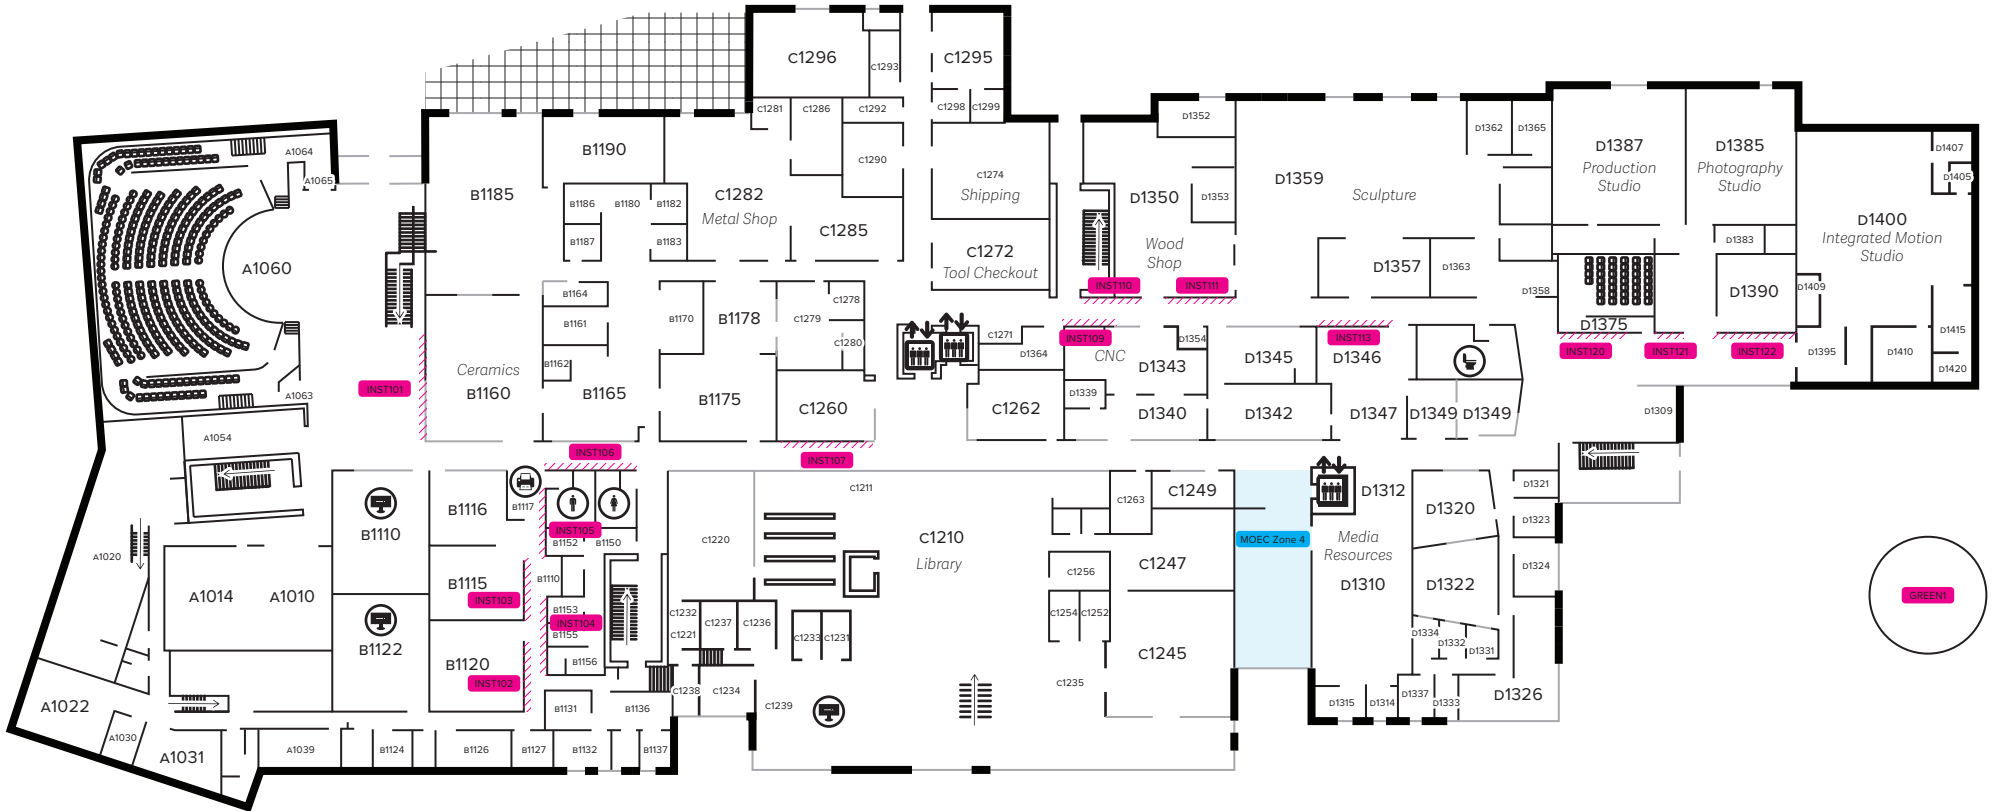 C1296
C1293
C1295
C1281
C1286
C1292
C1298
C1299
C1290
D1352
D1362
D1365
D1387
Production
Studio
D1385
Photography
Studio
D1407
D1405
A1064
A1065
B1190
B1185
B1186
B1180
B1182
B1187
B1183
C1282
Metal Shop
C1285
C1274
Shipping
C1272
Tool Checkout
D1350
D1353
Wood
Shop
D1359
Sculpture
D1357
D1363
D1358
D1383
D1390
D1400
Integrated Motion
Studio
D1409
A1060
INST110
INST111
B1164
B1161
B1162
B1170
B1178
C1278
C1279
C1280
C1271
D1364
INST109
CNC
D1354
D1343
D1345
INST113
D1346
D1375
INST120
INST121
INST122
D1395
D1410
D1415
D1420
INST101
Ceramics
B1160
B1165
B1175
C1260
C1262
D1339
D1340
D1342
D1347
D1349
D1349
D1309
A1063
A1054
INST106
INST107
B1110
B1116
B1117
INST105
B1152
B1150
C1211
C1220
C1210
Library
C1263
C1249
D1312
D1320
D1321
D1323
MOEC Zone 4
Media
Resources
D1310
A1020
A1014
A1010
B1115
INST103
B1110
B1153
INST104
B1155
B1156
B1122
B1120
INST102
C1232
C1221
C1237
C1236
C1233
C1231
C1256
C1254
C1252
C1247
C1245
C1235
D1322
D1324
D1334
D1332
D1331
GREEN1
C1238
C1234
C1239
D1315
D1314
D1337
D1333
D1326
A1022
A1030
A1031
A1039
B1124
B1126
B1127
B1131
B1132
B1136
B1137